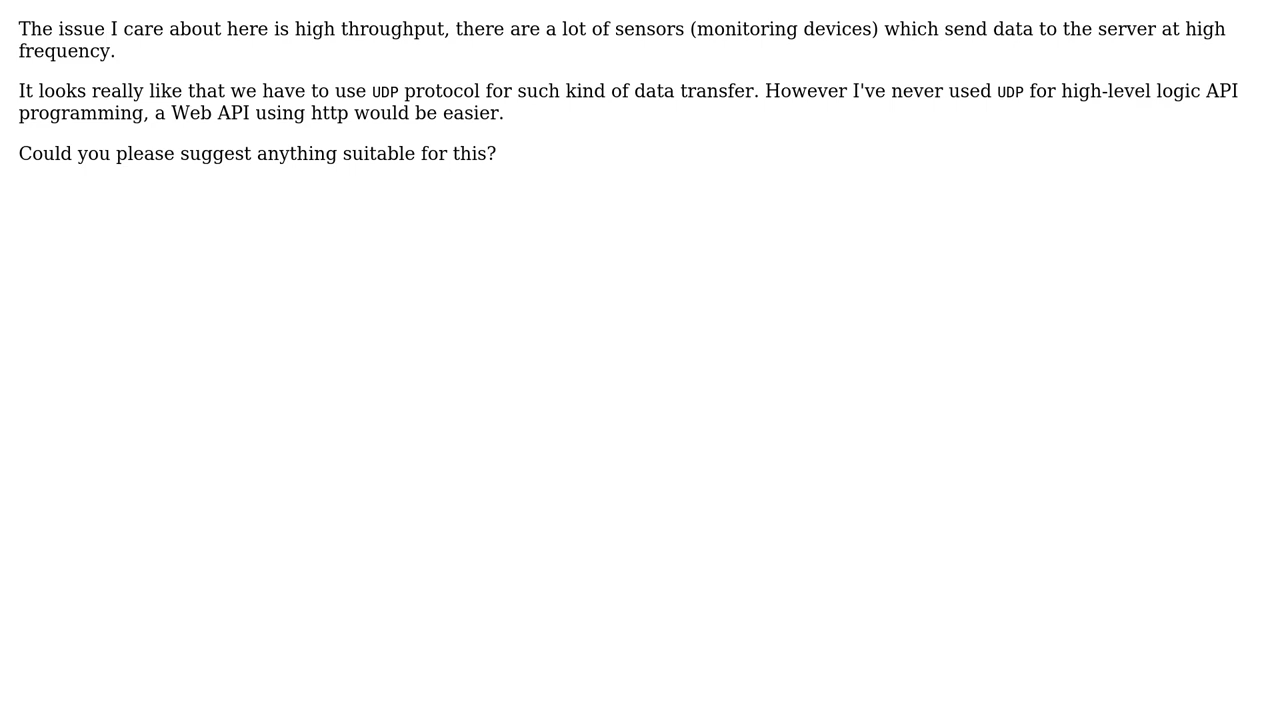 The issue I care about here is high throughput, there are a lot of sensors (monitoring devices) which send data to the server at high
frequency.
It looks really like that we have to use UDP protocol for such kind of data transfer. However I've never used UDP for high-level logic API
programming, a Web API using http would be easier.
Could you please suggest anything suitable for this?